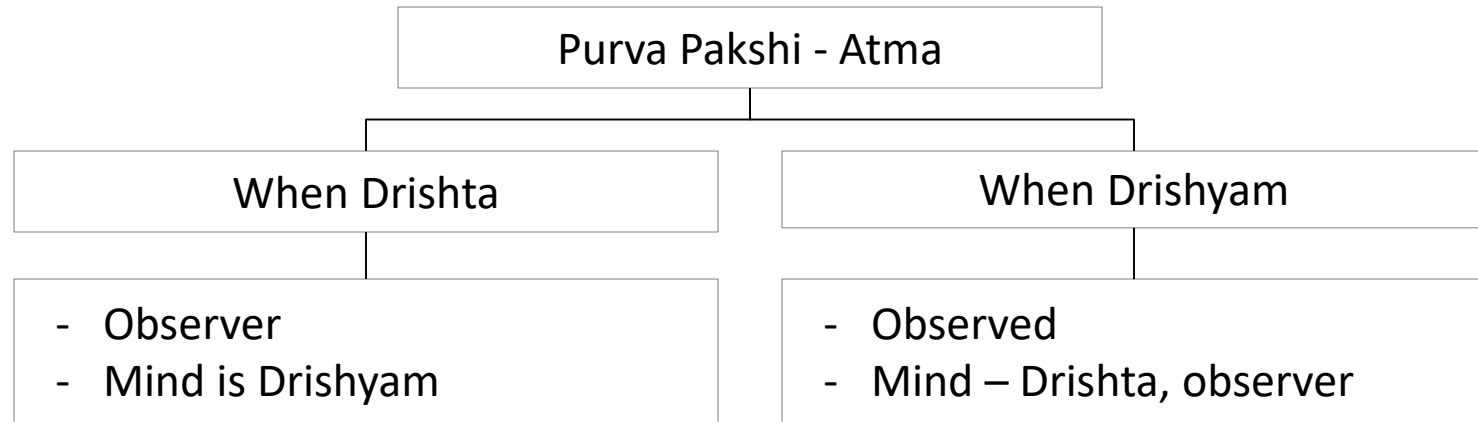 Purva Pakshi - Atma
When Drishta
When Drishyam
- Observer
- Mind is Drishyam
- Observed
- Mind – Drishta, observer